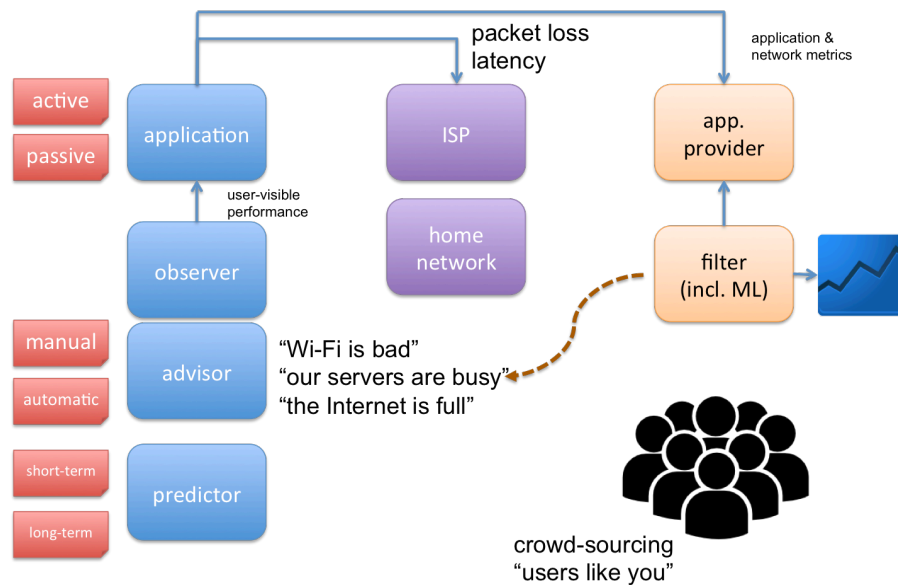 packet loss
latency
application &
network metrics
active
passive
application
ISP
app.
provider
user-visible
performance
observer
home
network
filter
(incl. ML)
manual
automatic
advisor
“Wi-Fi is bad”
“our servers are busy”
“the Internet is full”
short-term
long-term
predictor
crowd-sourcing
“users like you”